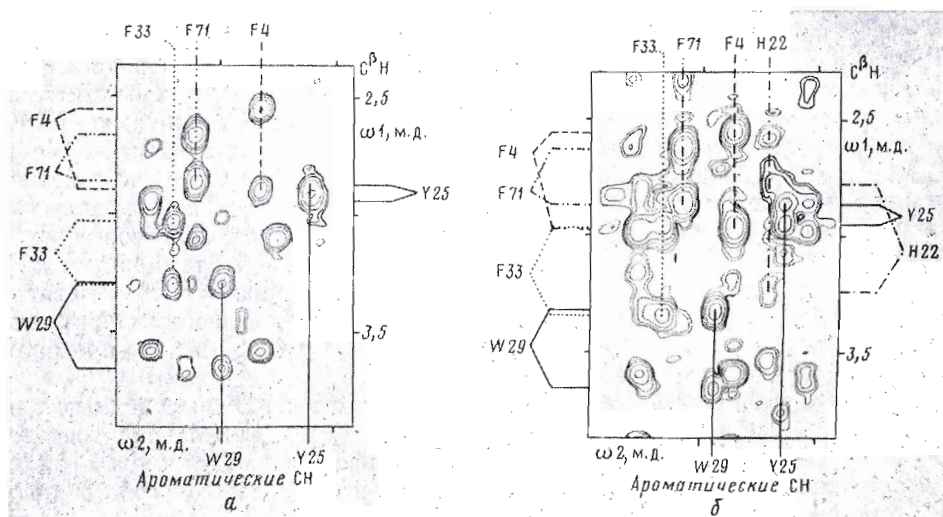 F33 F71 F4
CᵝH
2,5
ω1, м.д.
F4
F71
Y25
F33
W29
3,5
ω2, м.д.
W29 Y25
Ароматические CH
а
F33 F71 F4 H22
CᵝH
2,5
ω1, м.д.
F4
F71
Y25
H22
F33
W29
3,5
ω2, м.д.
W29 Y25
Ароматические CH
б